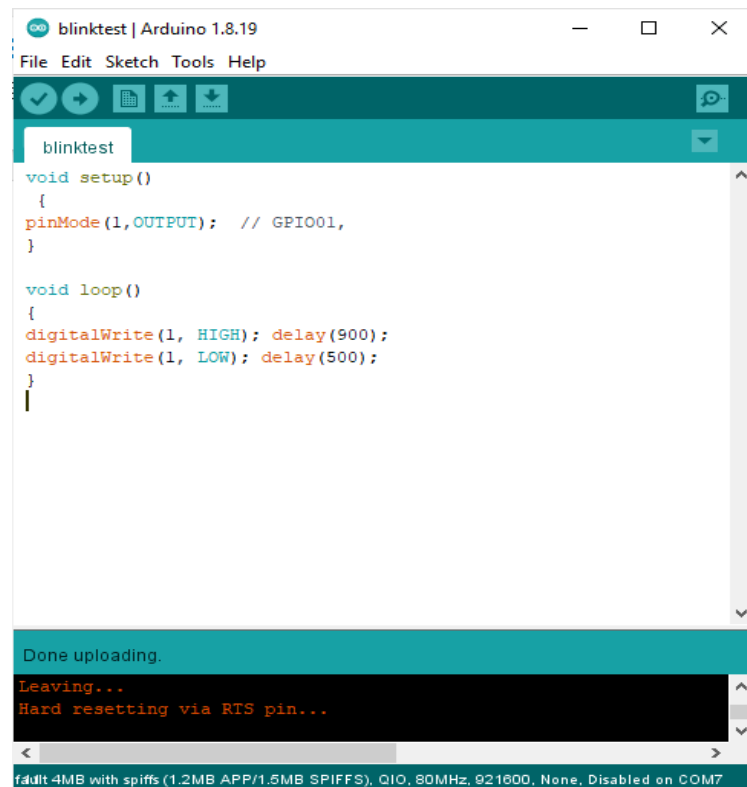 blinktest | Arduino 1.8.19
File Edit Sketch Tools Help
blinktest
void setup()
{
pinMode(1,OUTPUT); // GPIO01,
}
void loop()
{
digitalWrite(1, HIGH); delay(900);
digitalWrite(1, LOW); delay(500);
}
Done uploading.
Leaving...
Hard resetting via RTS pin...
4MB with spiffs (1.2MB APP/1.5MB SPIFFS), QIO, 80MHz, 921600, None, Disabled on COM7